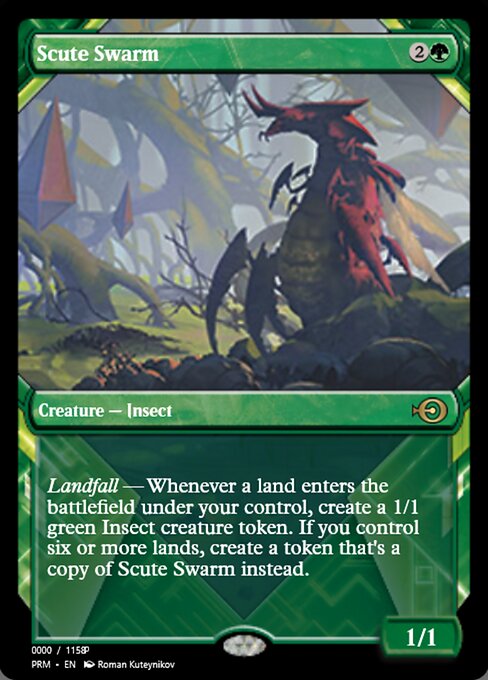 Scute Swarm 2
Creature — Insect
Landfall — Whenever a land enters the
battlefield under your control, create a 1/1
green Insect creature token. If you control
six or more lands, create a token that's a
copy of Scute Swarm instead.
1/1
0000 / 1158P
PRM • EN Roman Kuteynikov